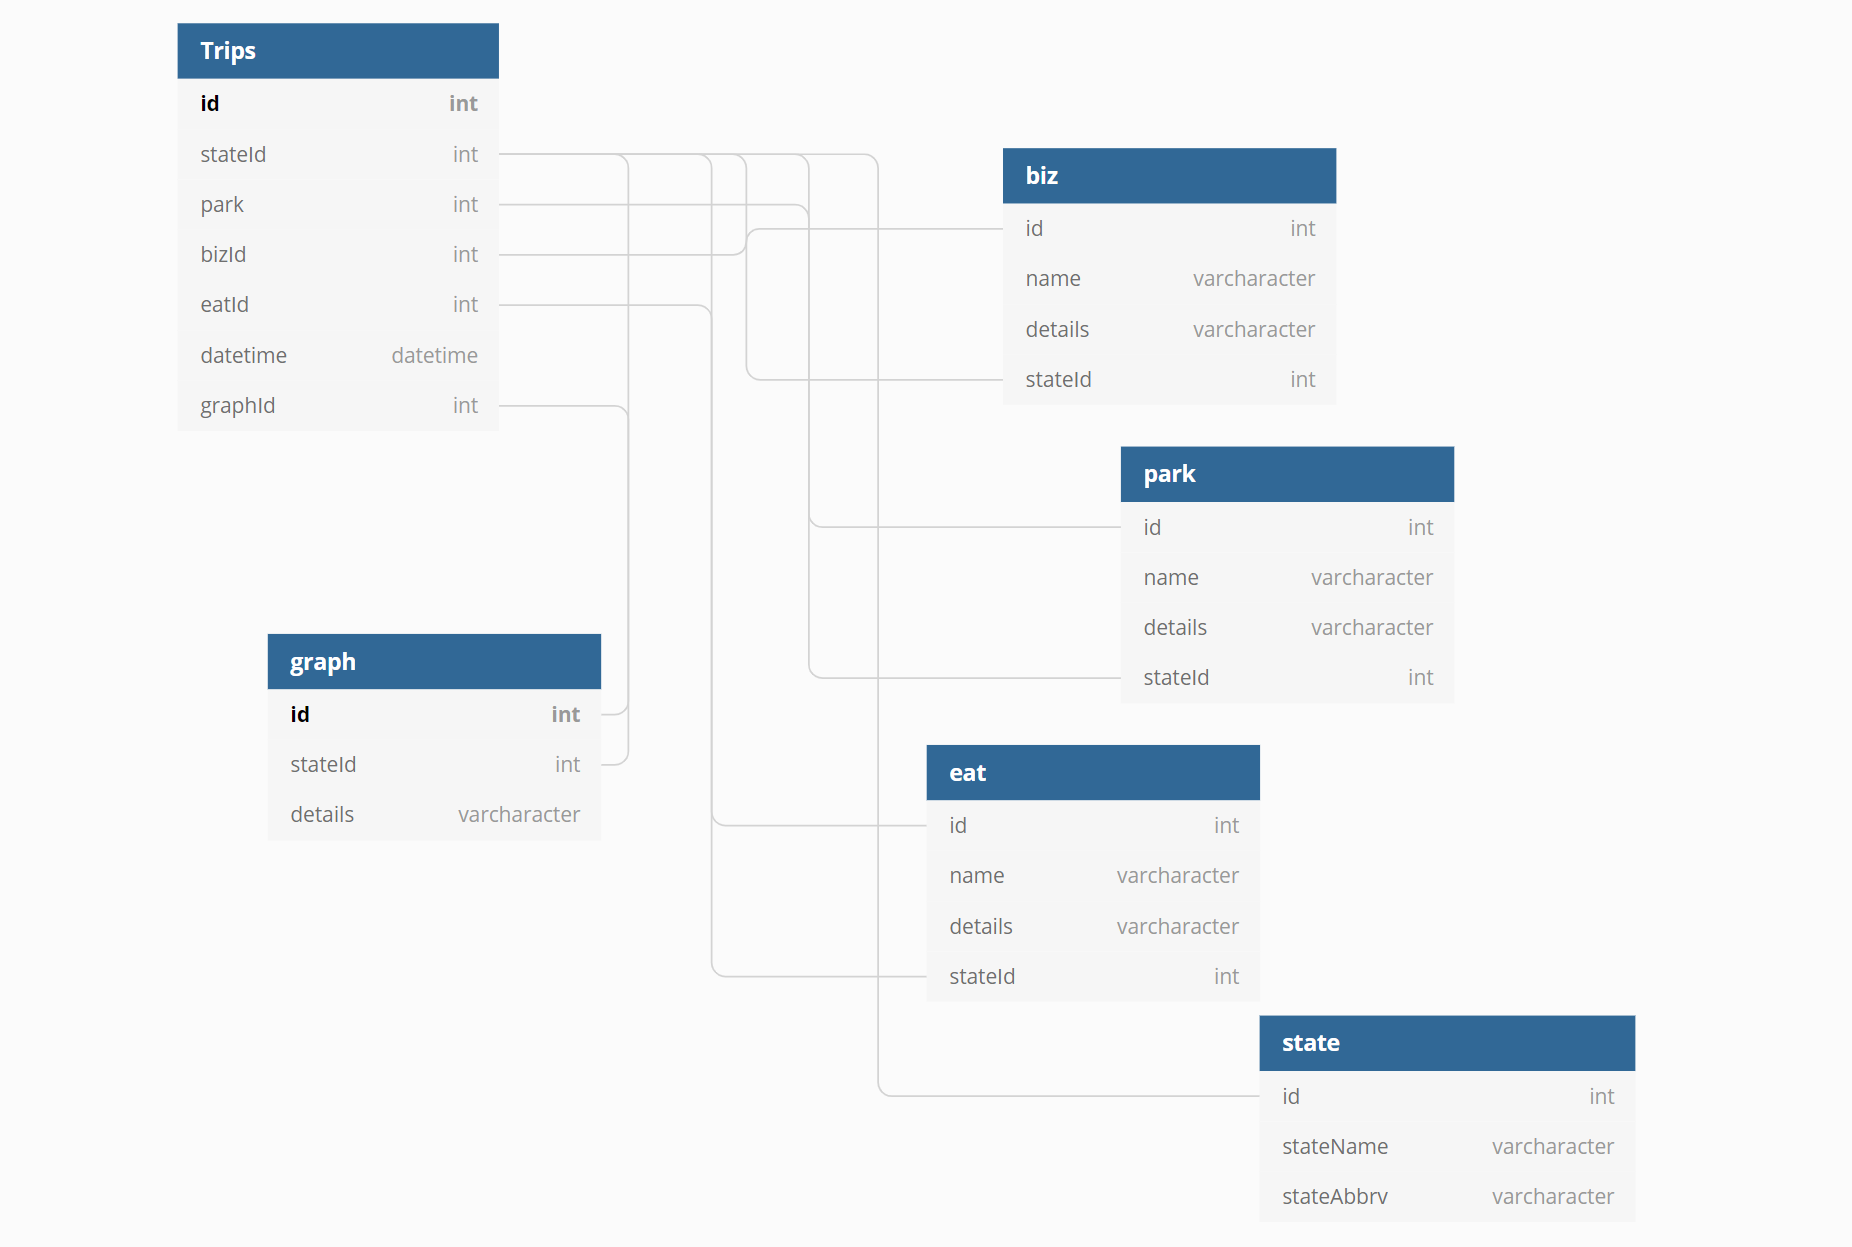 Trips
id int
stateId int
park int
bizId int
eatId int
datetime datetime
graphId int
biz
id int
name varcharacter
details varcharacter
stateId int
park
id int
name varcharacter
details varcharacter
stateId int
graph
id int
stateId int
details varcharacter
eat
id int
name varcharacter
details varcharacter
stateId int
state
id int
stateName varcharacter
stateAbbrv varcharacter